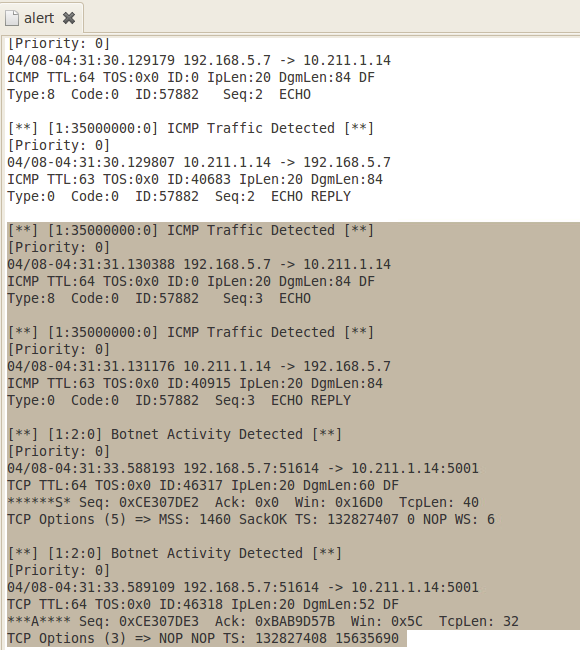 alert
[Priority: 0]
04/08-04:31:30.129179 192.168.5.7 -> 10.211.1.14
ICMP TTL:64 TOS:0x0 ID:0 IpLen:20 DgmLen:84 DF
Type:8  Code:0  ID:57882   Seq:2  ECHO

[**] [1:35000000:0] ICMP Traffic Detected [**]
[Priority: 0]
04/08-04:31:30.129807 10.211.1.14 -> 192.168.5.7
ICMP TTL:63 TOS:0x0 ID:40683 IpLen:20 DgmLen:84
Type:0  Code:0  ID:57882  Seq:2  ECHO REPLY

[**] [1:35000000:0] ICMP Traffic Detected [**]
[Priority: 0]
04/08-04:31:31.130388 192.168.5.7 -> 10.211.1.14
ICMP TTL:64 TOS:0x0 ID:0 IpLen:20 DgmLen:84 DF
Type:8  Code:0  ID:57882   Seq:3  ECHO

[**] [1:35000000:0] ICMP Traffic Detected [**]
[Priority: 0]
04/08-04:31:31.131176 10.211.1.14 -> 192.168.5.7
ICMP TTL:63 TOS:0x0 ID:40915 IpLen:20 DgmLen:84
Type:0  Code:0  ID:57882  Seq:3  ECHO REPLY

[**] [1:2:0] Botnet Activity Detected [**]
[Priority: 0]
04/08-04:31:33.588193 192.168.5.7:51614 -> 10.211.1.14:5001
TCP TTL:64 TOS:0x0 ID:46317 IpLen:20 DgmLen:60 DF
******S* Seq: 0xCE307DE2  Ack: 0x0  Win: 0x16D0  TcpLen: 40
TCP Options (5) => MSS: 1460 SackOK TS: 132827407 0 NOP WS: 6

[**] [1:2:0] Botnet Activity Detected [**]
[Priority: 0]
04/08-04:31:33.589109 192.168.5.7:51614 -> 10.211.1.14:5001
TCP TTL:64 TOS:0x0 ID:46318 IpLen:20 DgmLen:52 DF
***A**** Seq: 0xCE307DE3  Ack: 0xBAB9D57B  Win: 0x5C  TcpLen: 32
TCP Options (3) => NOP NOP TS: 132827408 15635690